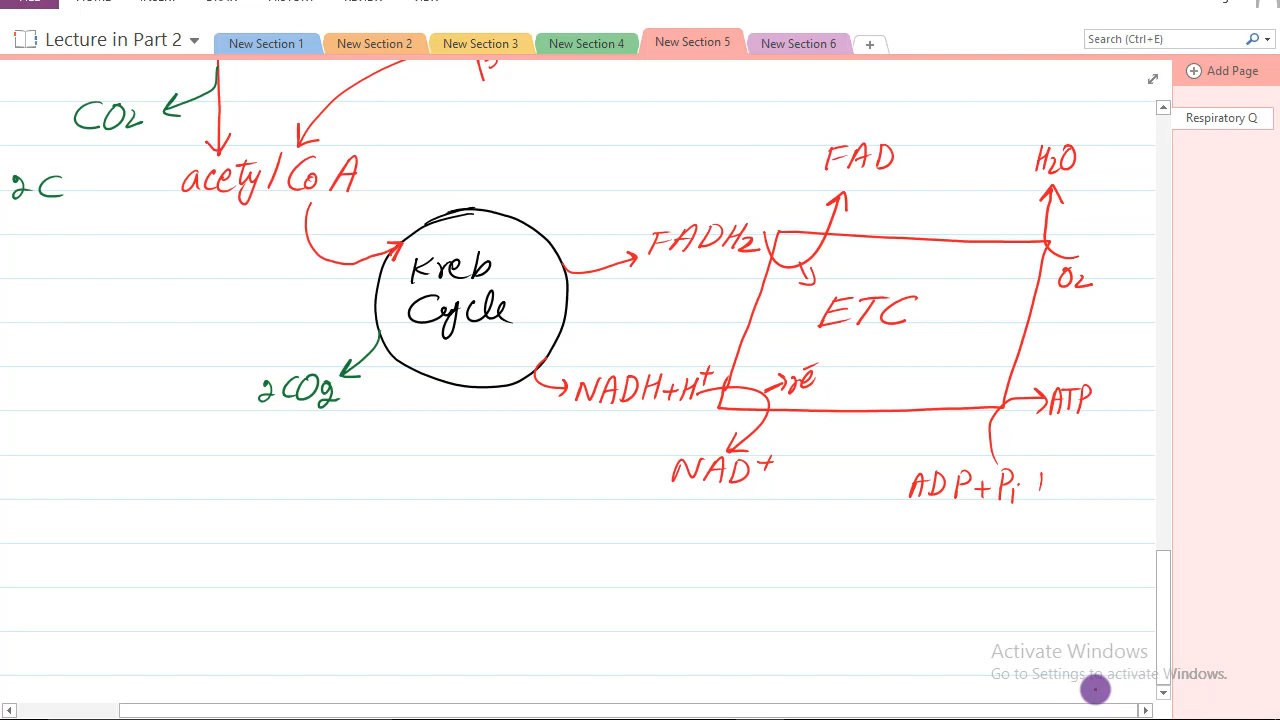 Lecture in Part 2
New Section 1
New Section 2
New Section 3
New Section 4
New Section 5
New Section 6
Search (Ctrl+E)
Add Page
Respiratory Q
CO2
acetyl CoA
2C
Kreb
Cycle
2CO2
FADH2
FAD
H2O
O2
ETC
NADH+H+
2e-
NAD+
ATP
ADP+Pi
Activate Windows
Go to Settings to activate Windows.